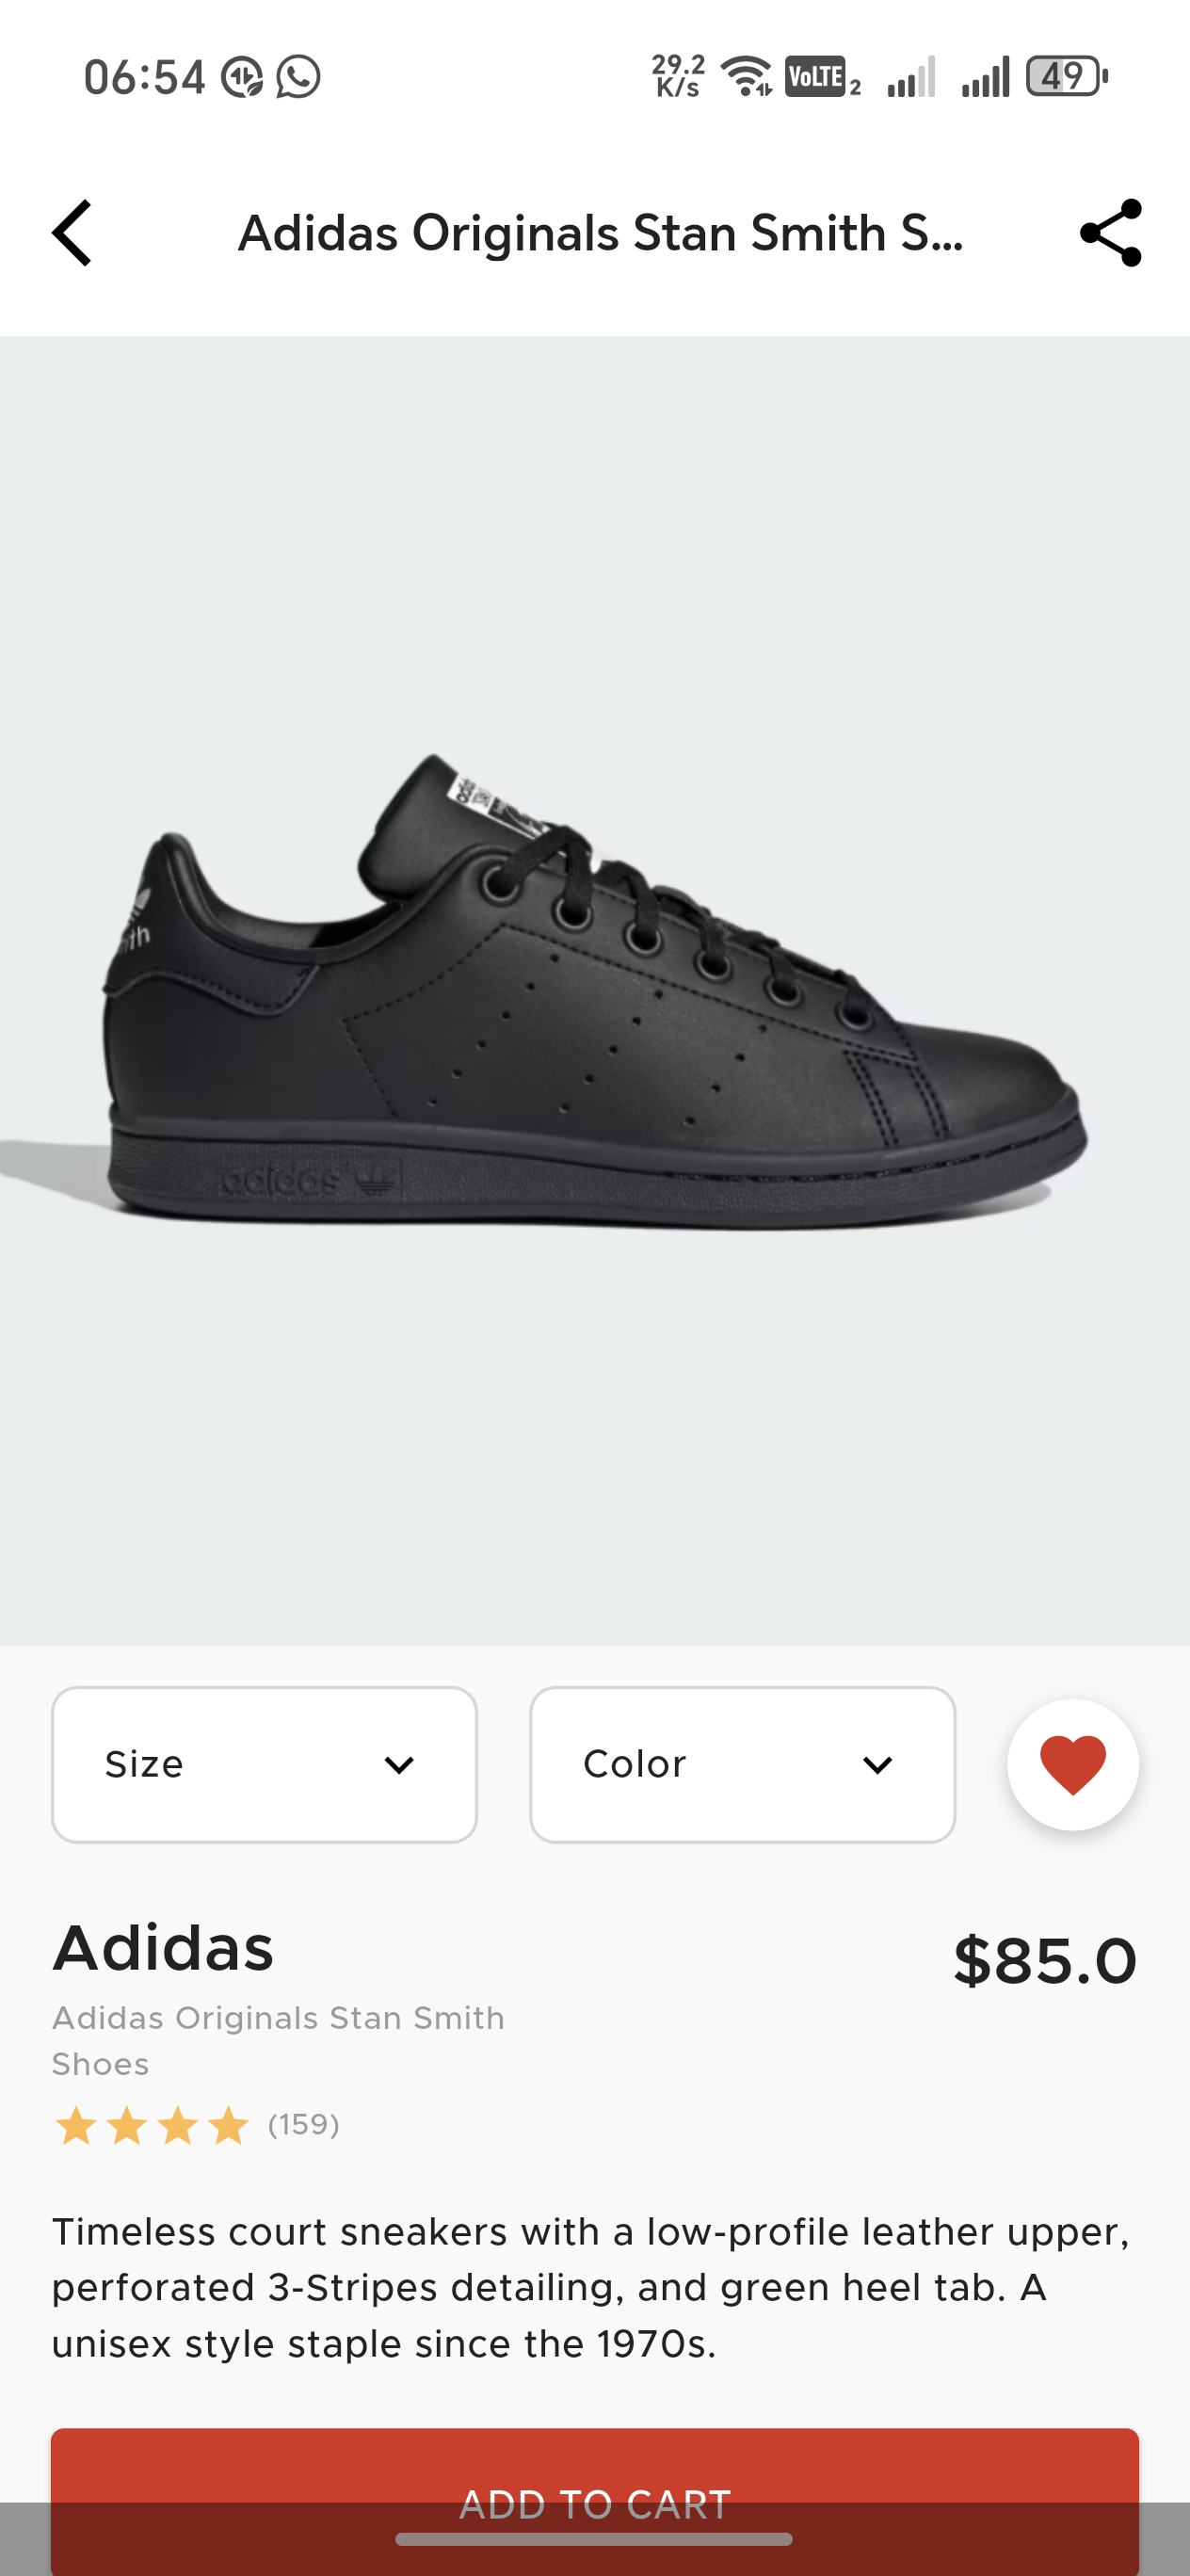 06:54 29.2 K/s VoLTE 2 49
Adidas Originals Stan Smith S...
adidas
Size
Color
Adidas
$85.0
Adidas Originals Stan Smith
Shoes
(159)
Timeless court sneakers with a low-profile leather upper,
perforated 3-Stripes detailing, and green heel tab. A
unisex style staple since the 1970s.
ADD TO CART